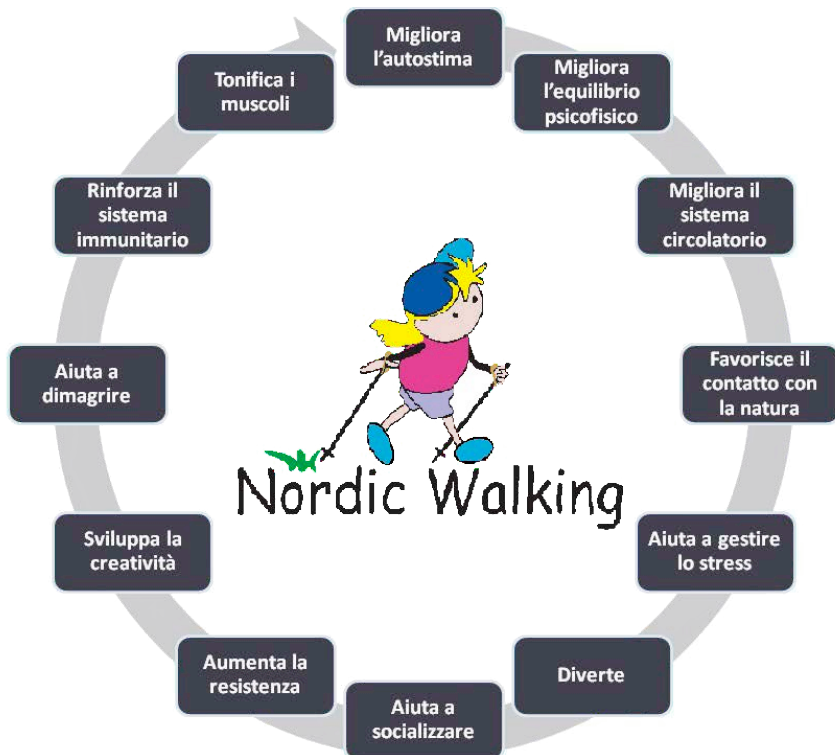 Migliora
l'autostima
Migliora
l'equilibrio
psicofisico
Migliora il
sistema
circolatorio
Favorisce il
contatto con
la natura
Aiuta a gestire
lo stress
Diverte
Aiuta a
socializzare
Aumenta la
resistenza
Sviluppa la
creatività
Aiuta a
dimagrire
Rinforza il
sistema
immunitario
Tonifica i
muscoli
Nordic Walking